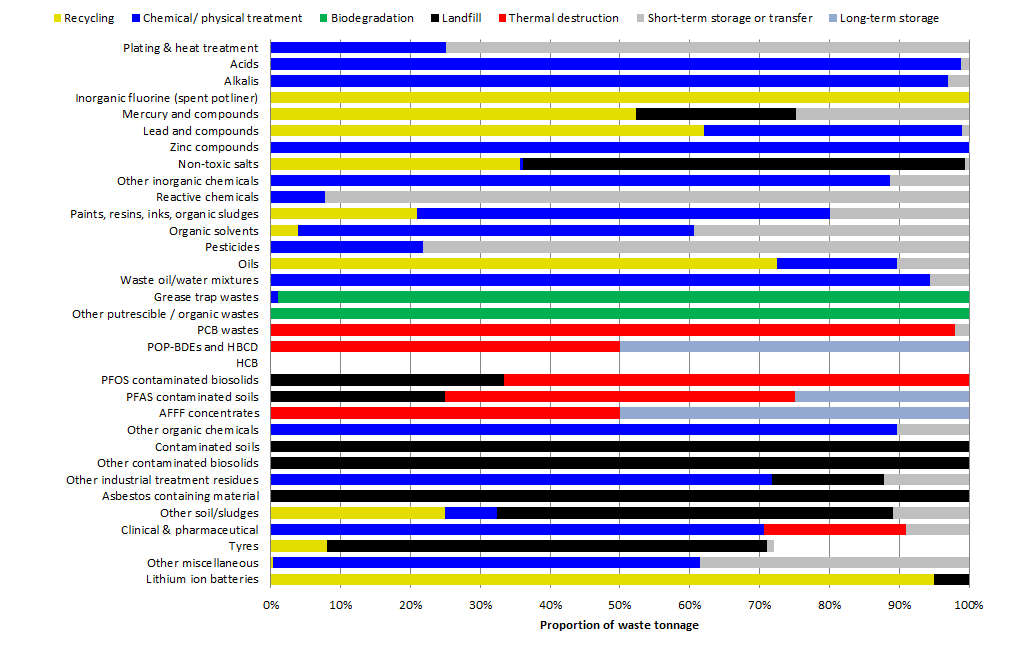 Recycling Chemical/ physical treatment Biodegradation Landfill Thermal destruction Short-term storage or transfer Long-term storage
Plating & heat treatment
Acids
Alkalis
Inorganic fluorine (spent potliner)
Mercury and compounds
Lead and compounds
Zinc compounds
Non-toxic salts
Other inorganic chemicals
Reactive chemicals
Paints, resins, inks, organic sludges
Organic solvents
Pesticides
Oils
Waste oil/water mixtures
Grease trap wastes
Other putrescible / organic wastes
PCB wastes
POP-BDEs and HBCD
HCB
PFOS contaminated biosolids
PFAS contaminated soils
AFFF concentrates
Other organic chemicals
Contaminated soils
Other contaminated biosolids
Other industrial treatment residues
Asbestos containing material
Other soil/sludges
Clinical & pharmaceutical
Tyres
Other miscellaneous
Lithium ion batteries
0% 10% 20% 30% 40% 50% 60% 70% 80% 90% 100%
Proportion of waste tonnage